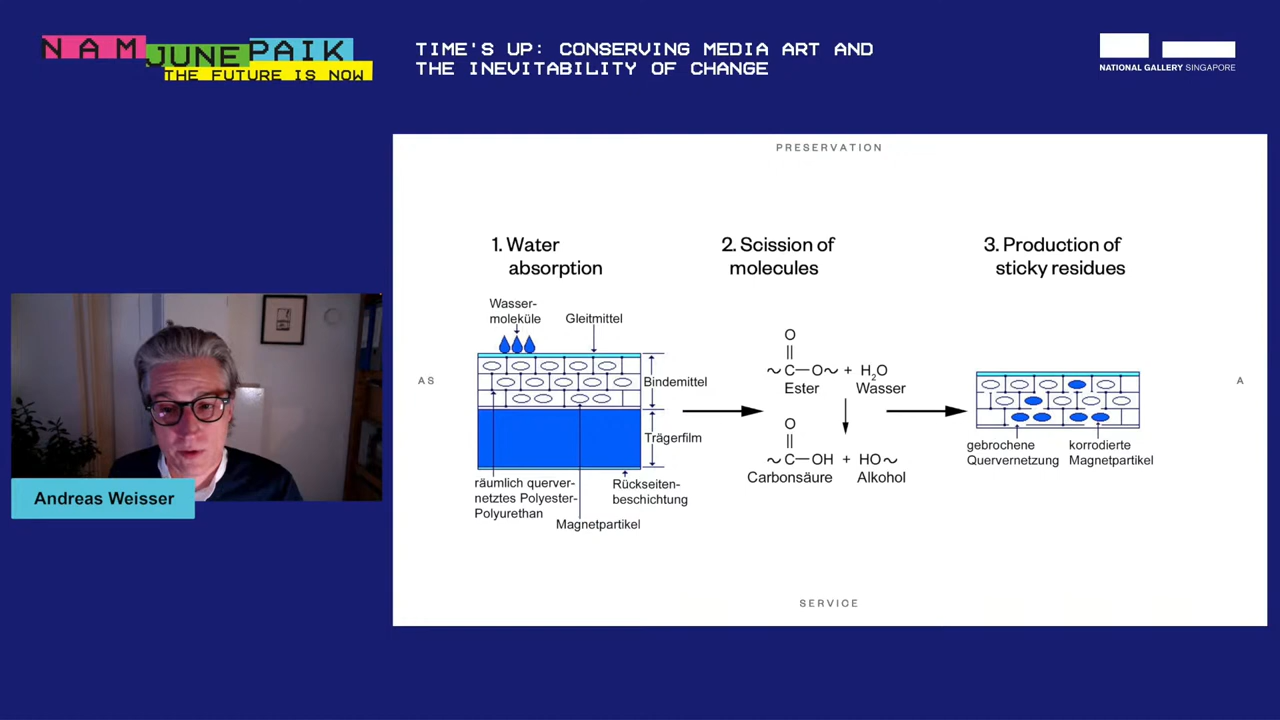 NAM JUNE PAIK
THE FUTURE IS NOW
TIME'S UP: CONSERVING MEDIA ART AND
THE INEVITABILITY OF CHANGE
NATIONAL GALLERY SINGAPORE
PRESERVATION
1. Water
absorption
2. Scission of
molecules
3. Production of
sticky residues
Wasser-
moleküle
Gleitmittel
Bindemittel
Trägerfilm
räumlich querver-
netztes Polyester-
Polyurethan
Rückseiten-
beschichtung
Magnetpartikel
O
||
~C—O~ + H₂O
Ester
Wasser
O
||
~C—OH + HO~
Carbonsäure
Alkohol
gebrochene
Quervernetzung
korrodierte
Magnetpartikel
AS
A
Andreas Weisser
SERVICE